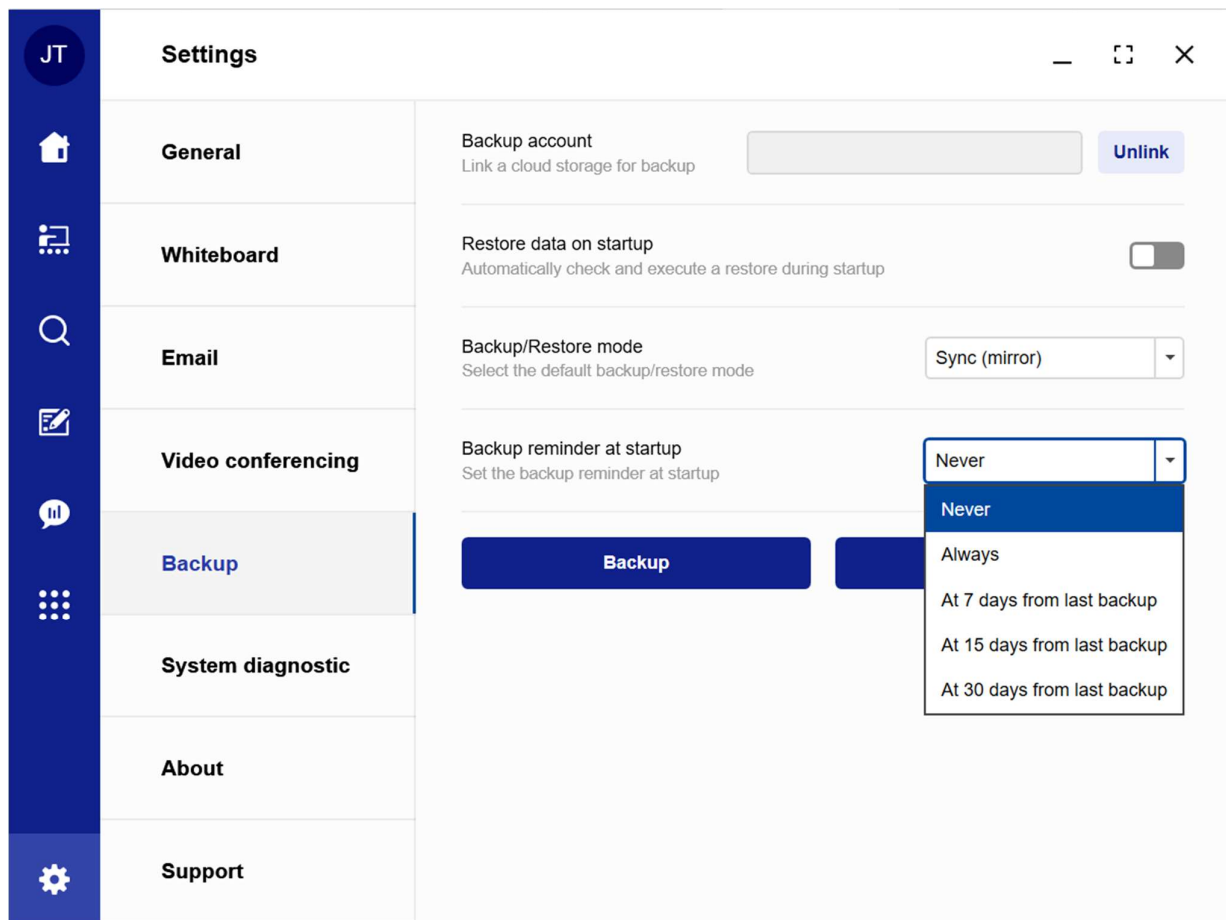 JT
Settings
General
Whiteboard
Email
Video conferencing
Backup
System diagnostic
About
Support
Backup account
Link a cloud storage for backup
Unlink
Restore data on startup
Automatically check and execute a restore during startup
Backup/Restore mode
Select the default backup/restore mode
Sync (mirror)
Backup reminder at startup
Set the backup reminder at startup
Never
Never
Always
At 7 days from last backup
At 15 days from last backup
At 30 days from last backup
Backup